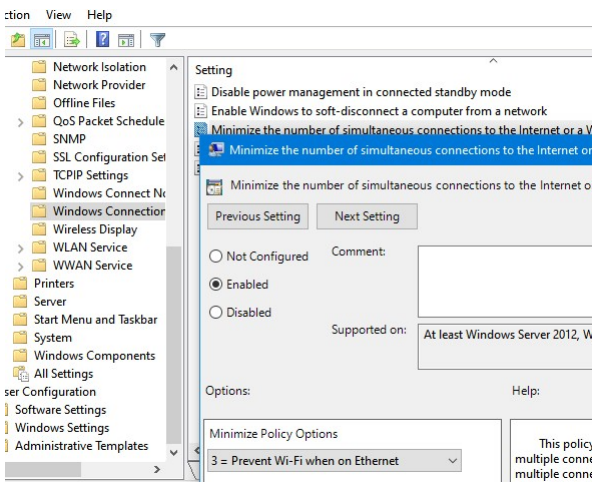 ction View Help
Network Isolation
Network Provider
Offline Files
QoS Packet Schedule
SNMP
SSL Configuration Set
TCPIP Settings
Windows Connect No
Windows Connection
Wireless Display
WLAN Service
WWAN Service
Printers
Server
Start Menu and Taskbar
System
Windows Components
All Settings
ser Configuration
Software Settings
Windows Settings
Administrative Templates
Setting
Disable power management in connected standby mode
Enable Windows to soft-disconnect a computer from a network
Minimize the number of simultaneous connections to the Internet or a W
Minimize the number of simultaneous connections to the Internet or
Minimize the number of simultaneous connections to the Internet o
Previous Setting Next Setting
Not Configured
Enabled
Disabled
Comment:
Supported on:
At least Windows Server 2012, W
Options:
Help:
Minimize Policy Options
3 = Prevent Wi-Fi when on Ethernet
This policy
multiple conne
multiple conne